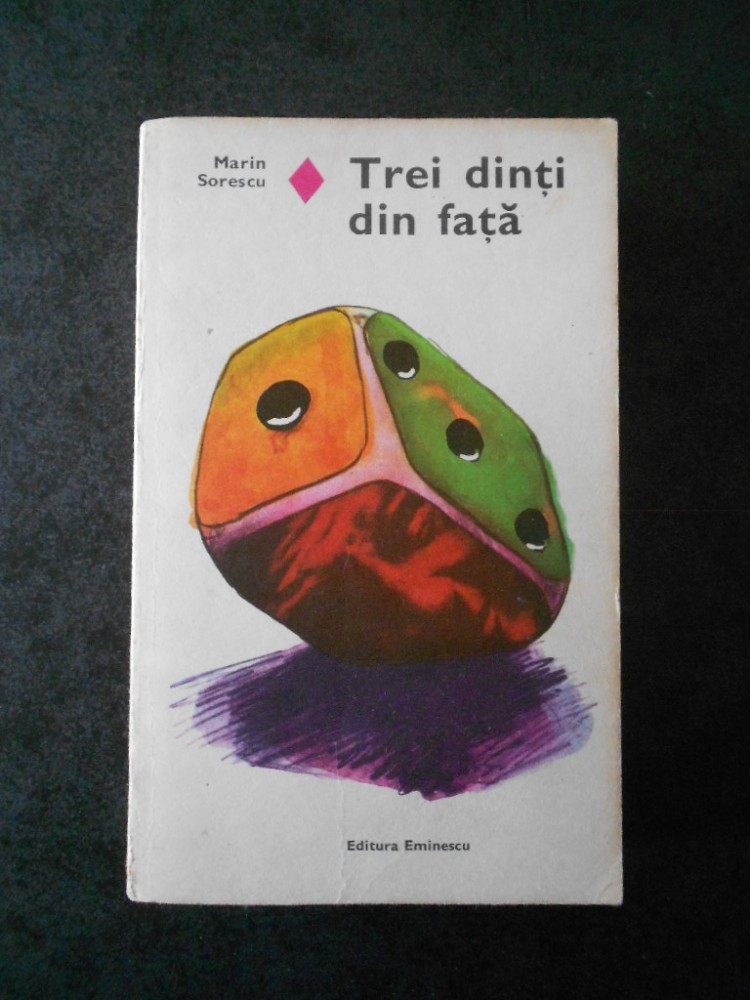 Marin
Sorescu
Trei dinți
din față
Editura Eminescu